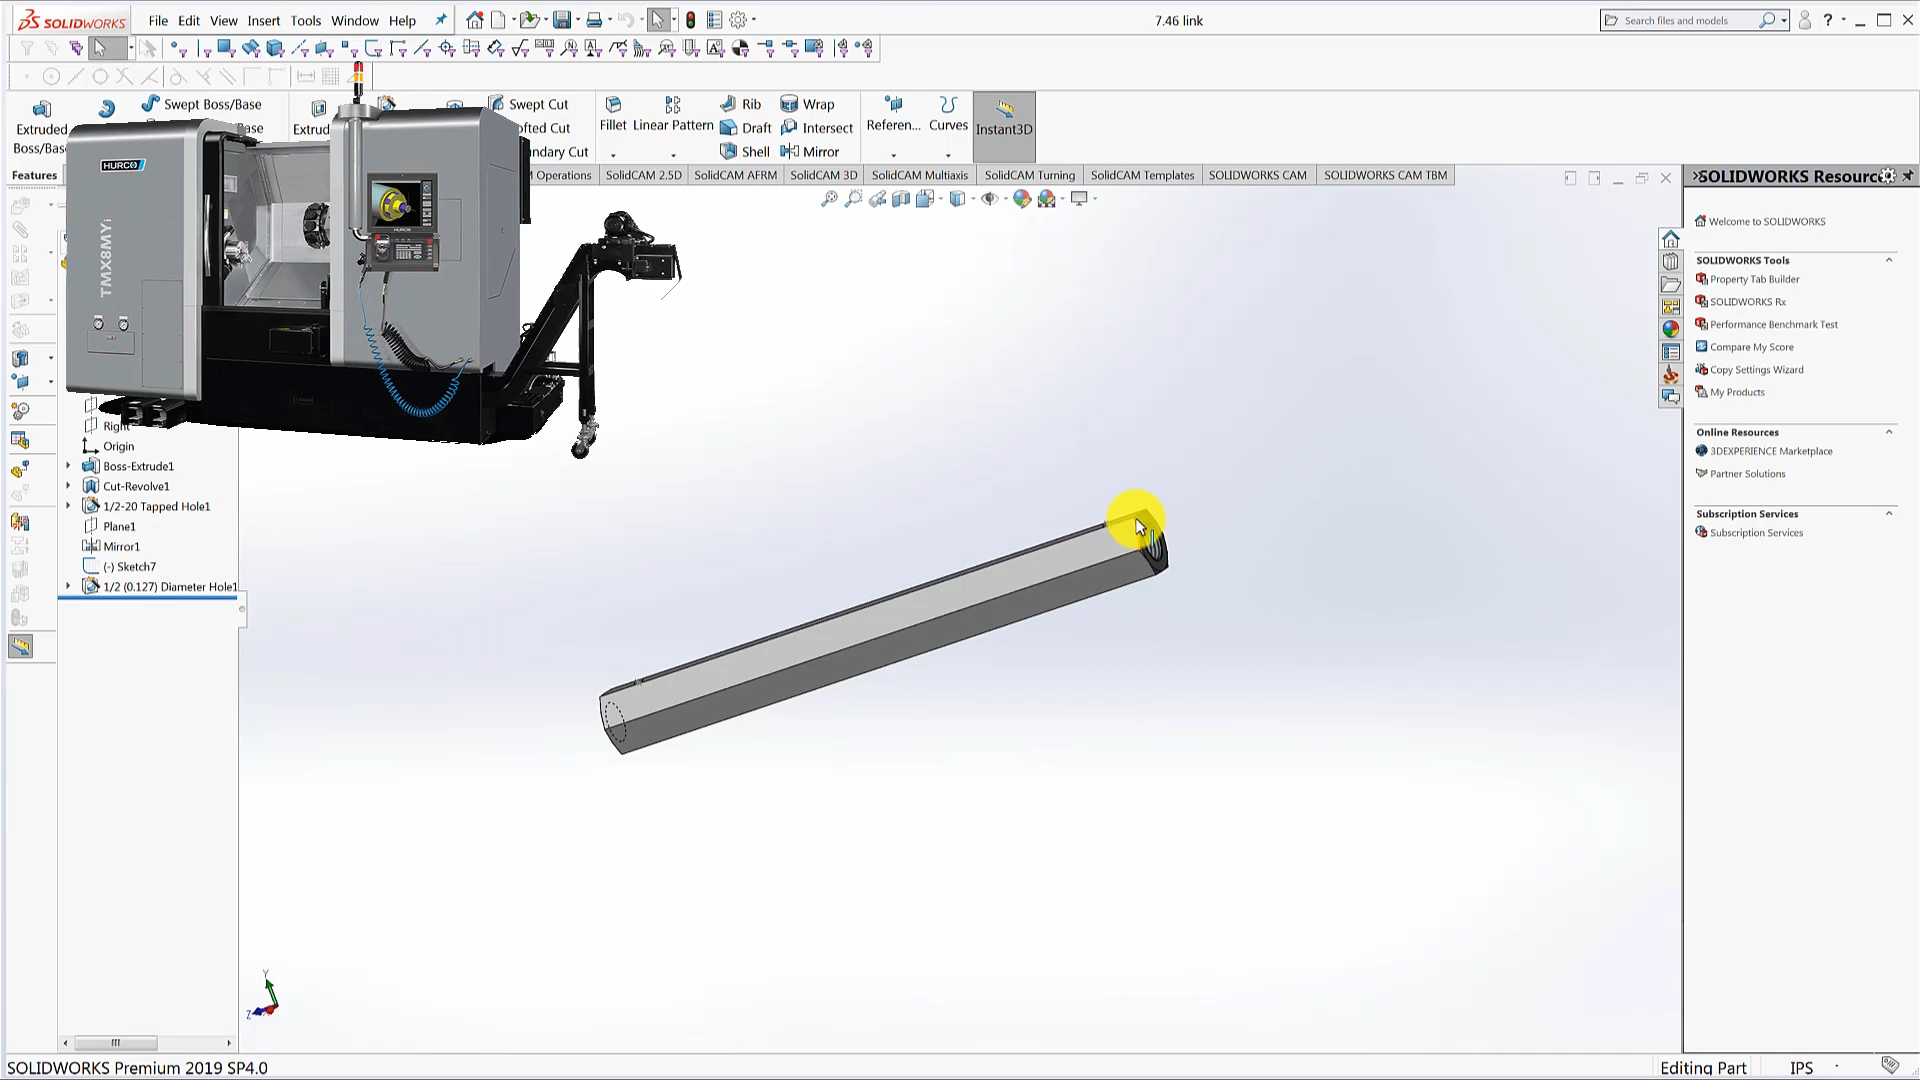 SOLIDWORKS
File Edit View Insert Tools Window Help
7.46 link
Search files and models
Swept Boss/Base
Swept Cut
Rib
Wrap
Extruded
Base
Extrud
ofted Cut
Fillet
Linear Pattern
Draft
Intersect
Referen...
Curves
Instant3D
Boss/Bas
ndary Cut
Shell
Mirror
Features
M Operations
SolidCAM 2.5D
SolidCAM AFRM
SolidCAM 3D
SolidCAM Multiaxis
SolidCAM Turning
SolidCAM Templates
SOLIDWORKS CAM
SOLIDWORKS CAM TBM
HURCO
TMX8MYi
HURCO
Right
Origin
Boss-Extrude1
Cut-Revolve1
1/2-20 Tapped Hole1
Plane1
Mirror1
(-) Sketch7
1/2 (0.127) Diameter Hole1
Y
Z
SOLIDWORKS Resourc
Welcome to SOLIDWORKS
SOLIDWORKS Tools
Property Tab Builder
SOLIDWORKS Rx
Performance Benchmark Test
Compare My Score
Copy Settings Wizard
My Products
Online Resources
3DEXPERIENCE Marketplace
Partner Solutions
Subscription Services
Subscription Services
SOLIDWORKS Premium 2019 SP4.0
Editing Part
IPS